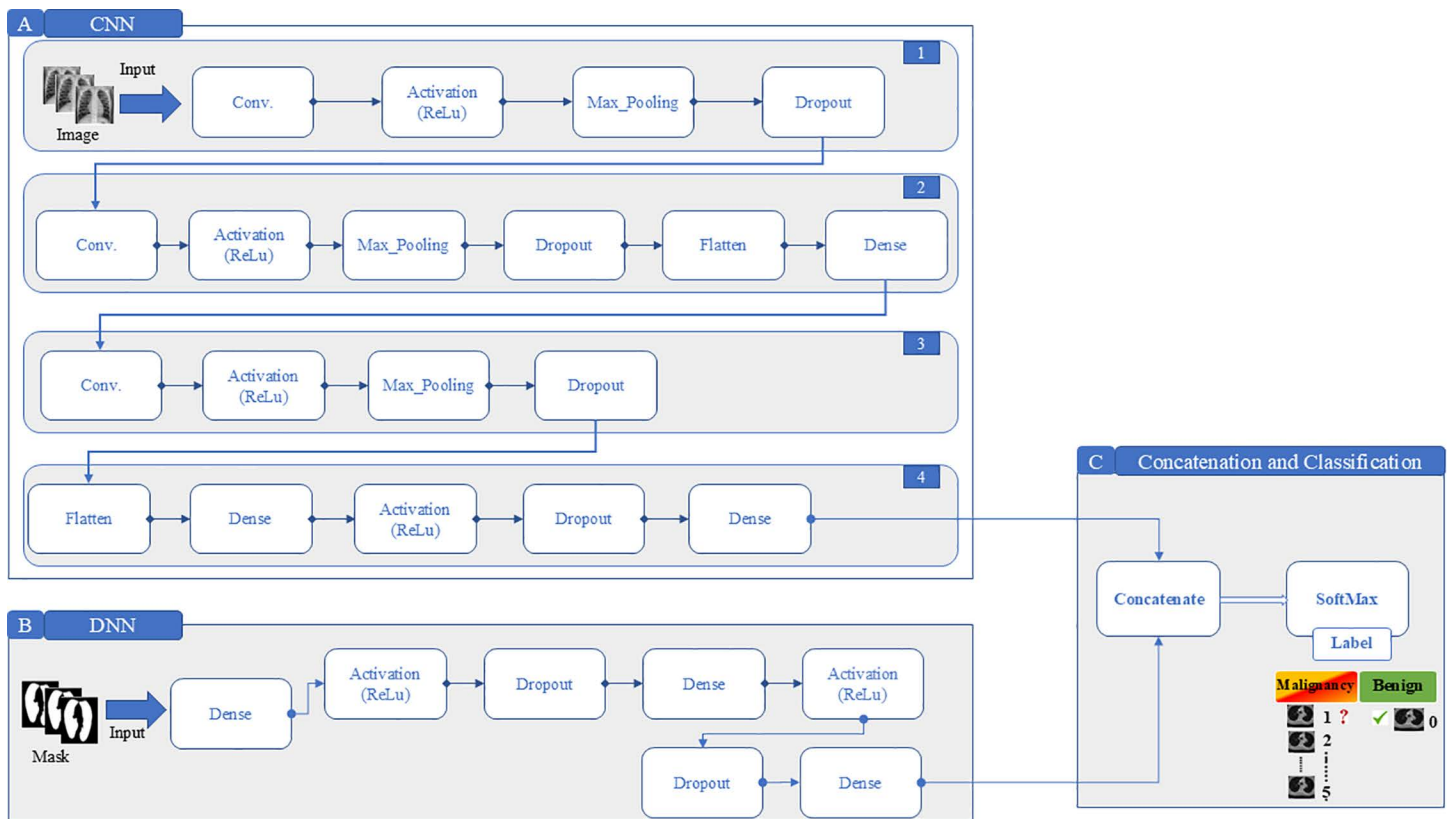 A CNN
1
Input
Image
Conv.
Activation
(ReLu)
Max_Pooling
Dropout
2
Conv.
Activation
(ReLu)
Max_Pooling
Dropout
Flatten
Dense
3
Conv.
Activation
(ReLu)
Max_Pooling
Dropout
4
Flatten
Dense
Activation
(ReLu)
Dropout
Dense
B DNN
Mask
Input
Dense
Activation
(ReLu)
Dropout
Dense
Activation
(ReLu)
Dropout
Dense
C Concatenation and Classification
Concatenate
SoftMax
Label
Malignancy Benign
1 ? 0
2
5